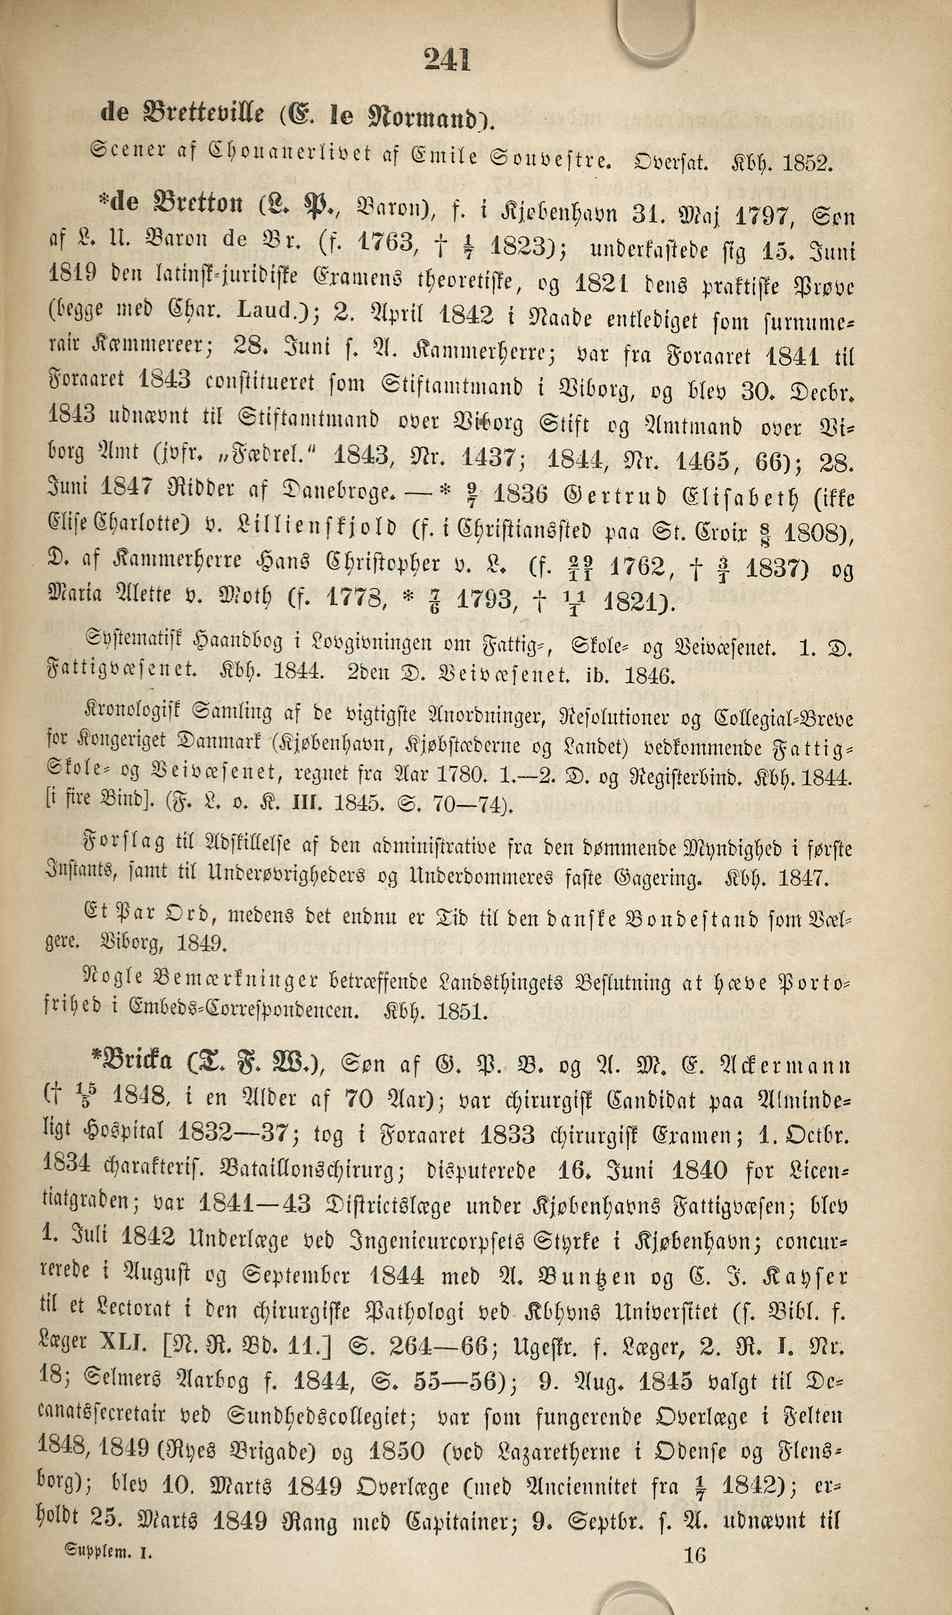 241
de Bretteville (E. le Normand).
Scener af Chouanerlivet af Emile Souvestre. Oversat. Kbh. 1852.
*de Bretton (L. P., Baron), f. i Kjøbenhavn 31. Maj 1797, Søn
af L. U. Baron de Br. (f. 1763, † 1/7 1823); underkastede sig 15. Juni
1819 den latinsk-juridiske Examens theoretiske, og 1821 dens praktiske Prøve
(begge med Char. Laud.); 2. April 1842 i Naade entlediget som surnume-
rair Kæmmereer; 28. Juni s. A. Kammerherre; var fra Foraaret 1841 til
Foraaret 1843 constitueret som Stiftamtmand i Viborg, og blev 30. Decbr.
1843 udnævnt til Stiftamtmand over Viborg Stift og Amtmand over Vi-
borg Amt (jvfr. „Fædrel.“ 1843, Nr. 1437; 1844, Nr. 1465, 66); 28.
Juni 1847 Ridder af Danebroge. — * 9/7 1836 Gertrud Elisabeth (ikke
Elise Charlotte) v. Lillienskjold (f. i Christianssted paa St. Croix 8/8 1808),
D. af Kammerherre Hans Christopher v. L. (f. 29/11 1762, † 3/1 1837) og
Maria Alette v. Moth (f. 1778, * 7/6 1793, † 11/1 1821).
Systematisk Haandbog i Lovgivningen om Fattig-, Skole- og Veivæsenet. 1. D.
Fattigvæsenet. Kbh. 1844. 2den D. Veivæsenet. ib. 1846.
Kronologisk Samling af de vigtigste Anordninger, Resolutioner og Collegial-Breve
for Kongeriget Danmark (Kjøbenhavn, Kjøbstæderne og Landet) vedkommende Fattig-
Skole- og Veivæsenet, regnet fra Aar 1780. 1.—2. D. og Registerbind. Kbh. 1844.
[i fire Bind]. (F. L. o. K. III. 1845. S. 70—74).
Forslag til Adskillelse af den administrative fra den dømmende Myndighed i første
Instants, samt til Underøvrigheders og Underdommeres faste Gagering. Kbh. 1847.
Et Par Ord, medens det endnu er Tid til den danske Bondestand som Væl-
gere. Viborg, 1849.
Nogle Bemærkninger betræffende Landsthingets Beslutning at hæve Porto-
frihed i Embeds-Correspondencen. Kbh. 1851.
*Bricka (T. F. W.), Søn af G. P. B. og A. M. E. Ackermann
(† 15/5 1848, i en Alder af 70 Aar); var chirurgisk Candidat paa Alminde-
ligt Hospital 1832—37; tog i Foraaret 1833 chirurgisk Examen; 1. Octbr.
1834 charakteris. Bataillonschirurg; disputerede 16. Juni 1840 for Licen-
tiatgraden; var 1841—43 Districtslæge under Kjøbenhavns Fattigvæsen; blev
1. Juli 1842 Underlæge ved Ingenieurcorpsets Styrke i Kjøbenhavn; concur-
rerede i August og September 1844 med A. Buntzen og C. J. Kayser
til et Lectorat i den chirurgiske Pathologi ved Kbhvns Universitet (s. Bibl. f.
Læger XLI. [N. R. Bd. 11.] S. 264—66; Ugeskr. f. Læger, 2. R. I. Nr.
18; Selmers Aarbog f. 1844, S. 55—56); 9. Aug. 1845 valgt til De-
canatssecretair ved Sundhedscollegiet; var som fungerende Overlæge i Felten
1848, 1849 (Ryes Brigade) og 1850 (ved Lazaretherne i Odense og Flens-
borg); blev 10. Marts 1849 Overlæge (med Anciennitet fra 1/7 1842); er-
holdt 25. Marts 1849 Rang med Capitainer; 9. Septbr. s. A. udnævnt til
Supplem. I.
16